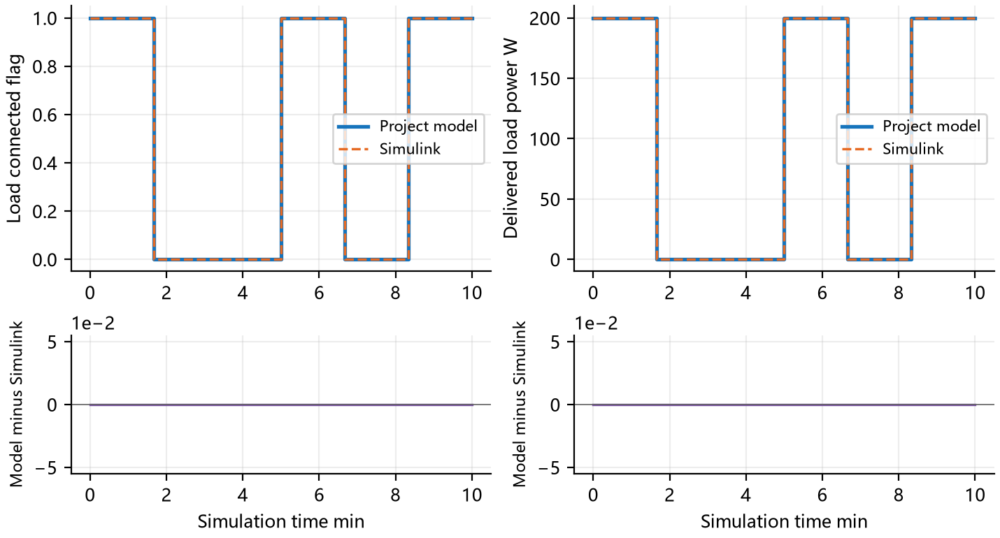 Load connected flag
1.0
0.8
0.6
0.4
0.2
0.0
Project model
Simulink
0 2 4 6 8 10
Delivered load power W
200
150
100
50
0
Project model
Simulink
0 2 4 6 8 10
Model minus Simulink
1e−2
5
0
−5
0 2 4 6 8 10
Simulation time min
Model minus Simulink
1e−2
5
0
−5
0 2 4 6 8 10
Simulation time min